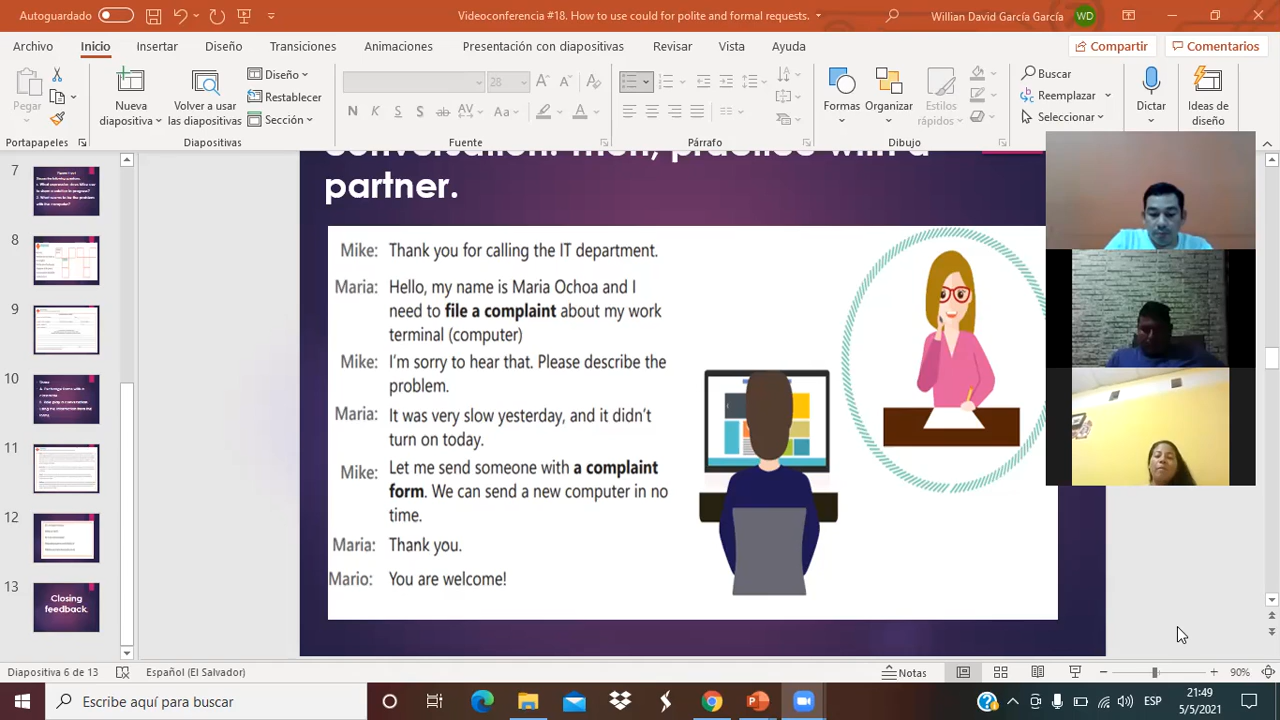 Autoguardado
Videoconferencia #18. How to use could for polite and formal requests.
Willian David García García
WD
Archivo
Inicio
Insertar
Diseño
Transiciones
Animaciones
Presentación con diapositivas
Revisar
Vista
Ayuda
Compartir
Comentarios
Pegar
Nueva
diapositiva
Volver a usar
las diapositivas
Diseño
Restablecer
Sección
28
N K S S ab AV Aa A
Formas
Organizar
Estilos
rápidos
Buscar
Reemplazar
Seleccionar
Dictar
Ideas de
diseño
Portapapeles
Diapositivas
Fuente
Párrafo
Dibujo
partner.
Mike: Thank you for calling the IT department.
Maria: Hello, my name is Maria Ochoa and I
need to file a complaint about my work
terminal (computer)
Mike: I'm sorry to hear that. Please describe the
problem.
Maria: It was very slow yesterday, and it didn't
turn on today.
Mike: Let me send someone with a complaint
form. We can send a new computer in no
time.
Maria: Thank you.
Mario: You are welcome!
7
8
9
10
11
12
13
Closing
feedback.
Diapositiva 6 de 13
Español (El Salvador)
Notas
90%
Escribe aquí para buscar
ESP
21:49
5/5/2021